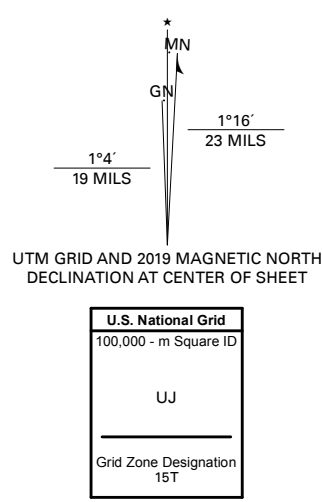 ★
MN
GN
1°16´
23 MILS
1°4´
19 MILS
UTM GRID AND 2019 MAGNETIC NORTH
DECLINATION AT CENTER OF SHEET
U.S. National Grid
100,000 - m Square ID
UJ
Grid Zone Designation
15T